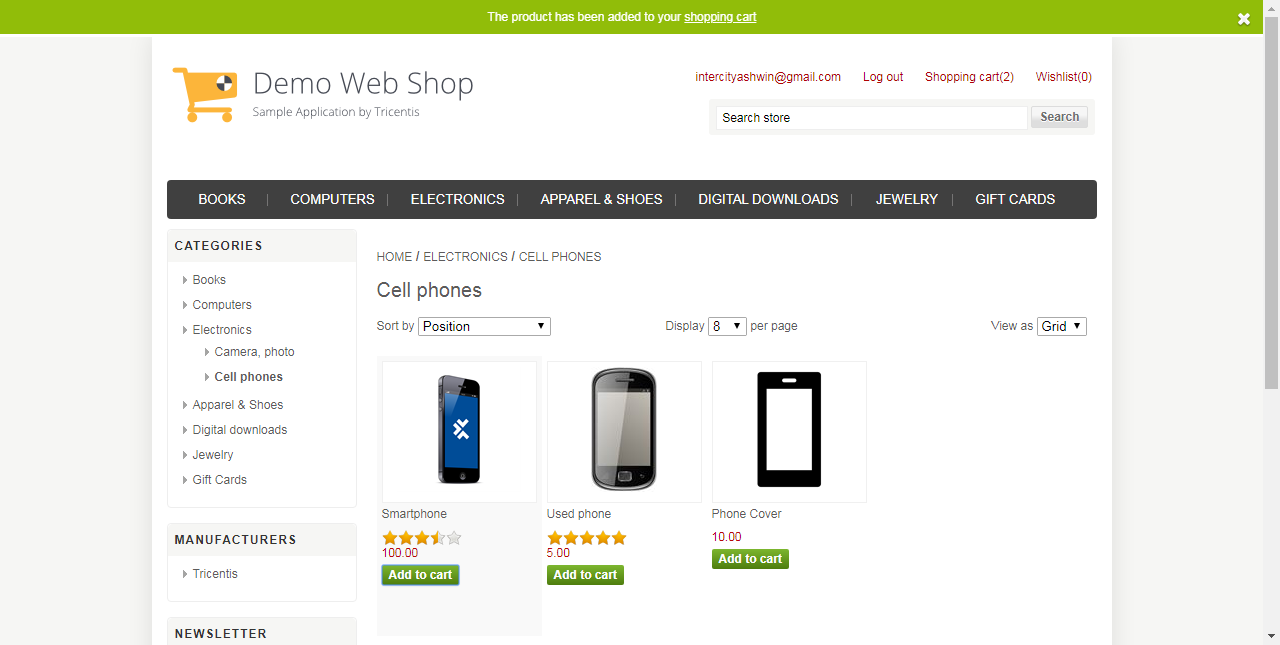 The product has been added to your shopping cart
Demo Web Shop
Sample Application by Tricentis
intercityashwin@gmail.com Log out Shopping cart(2) Wishlist(0)
Search store Search
BOOKS COMPUTERS ELECTRONICS APPAREL & SHOES DIGITAL DOWNLOADS JEWELRY GIFT CARDS
CATEGORIES
Books
Computers
Electronics
Camera, photo
Cell phones
Apparel & Shoes
Digital downloads
Jewelry
Gift Cards
MANUFACTURERS
Tricentis
NEWSLETTER
HOME / ELECTRONICS / CELL PHONES
Cell phones
Sort by Position Display 8 per page View as Grid
Smartphone
100.00
Add to cart
Used phone
5.00
Add to cart
Phone Cover
10.00
Add to cart